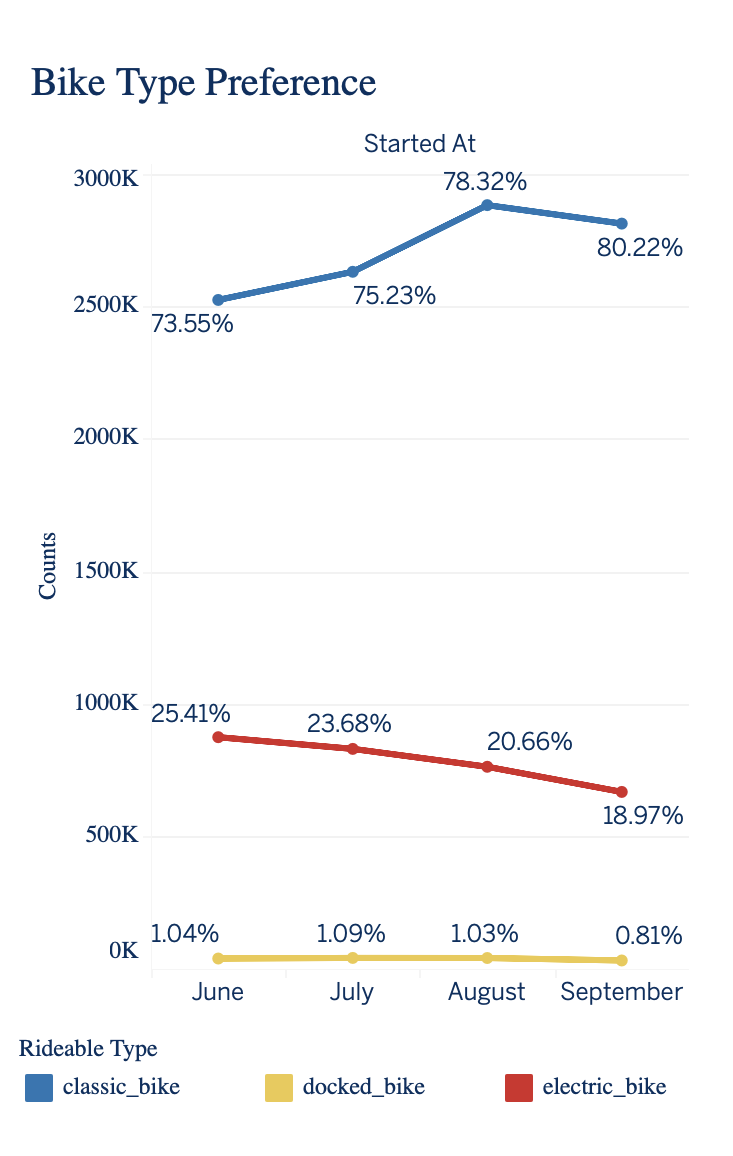 Bike Type Preference
Started At
3000K
78.32%
80.22%
75.23%
2500K
73.55%
2000K
Counts
1500K
1000K
25.41%
23.68%
20.66%
18.97%
500K
1.04%
1.09%
1.03%
0.81%
0K
June July August September
Rideable Type
classic_bike docked_bike electric_bike